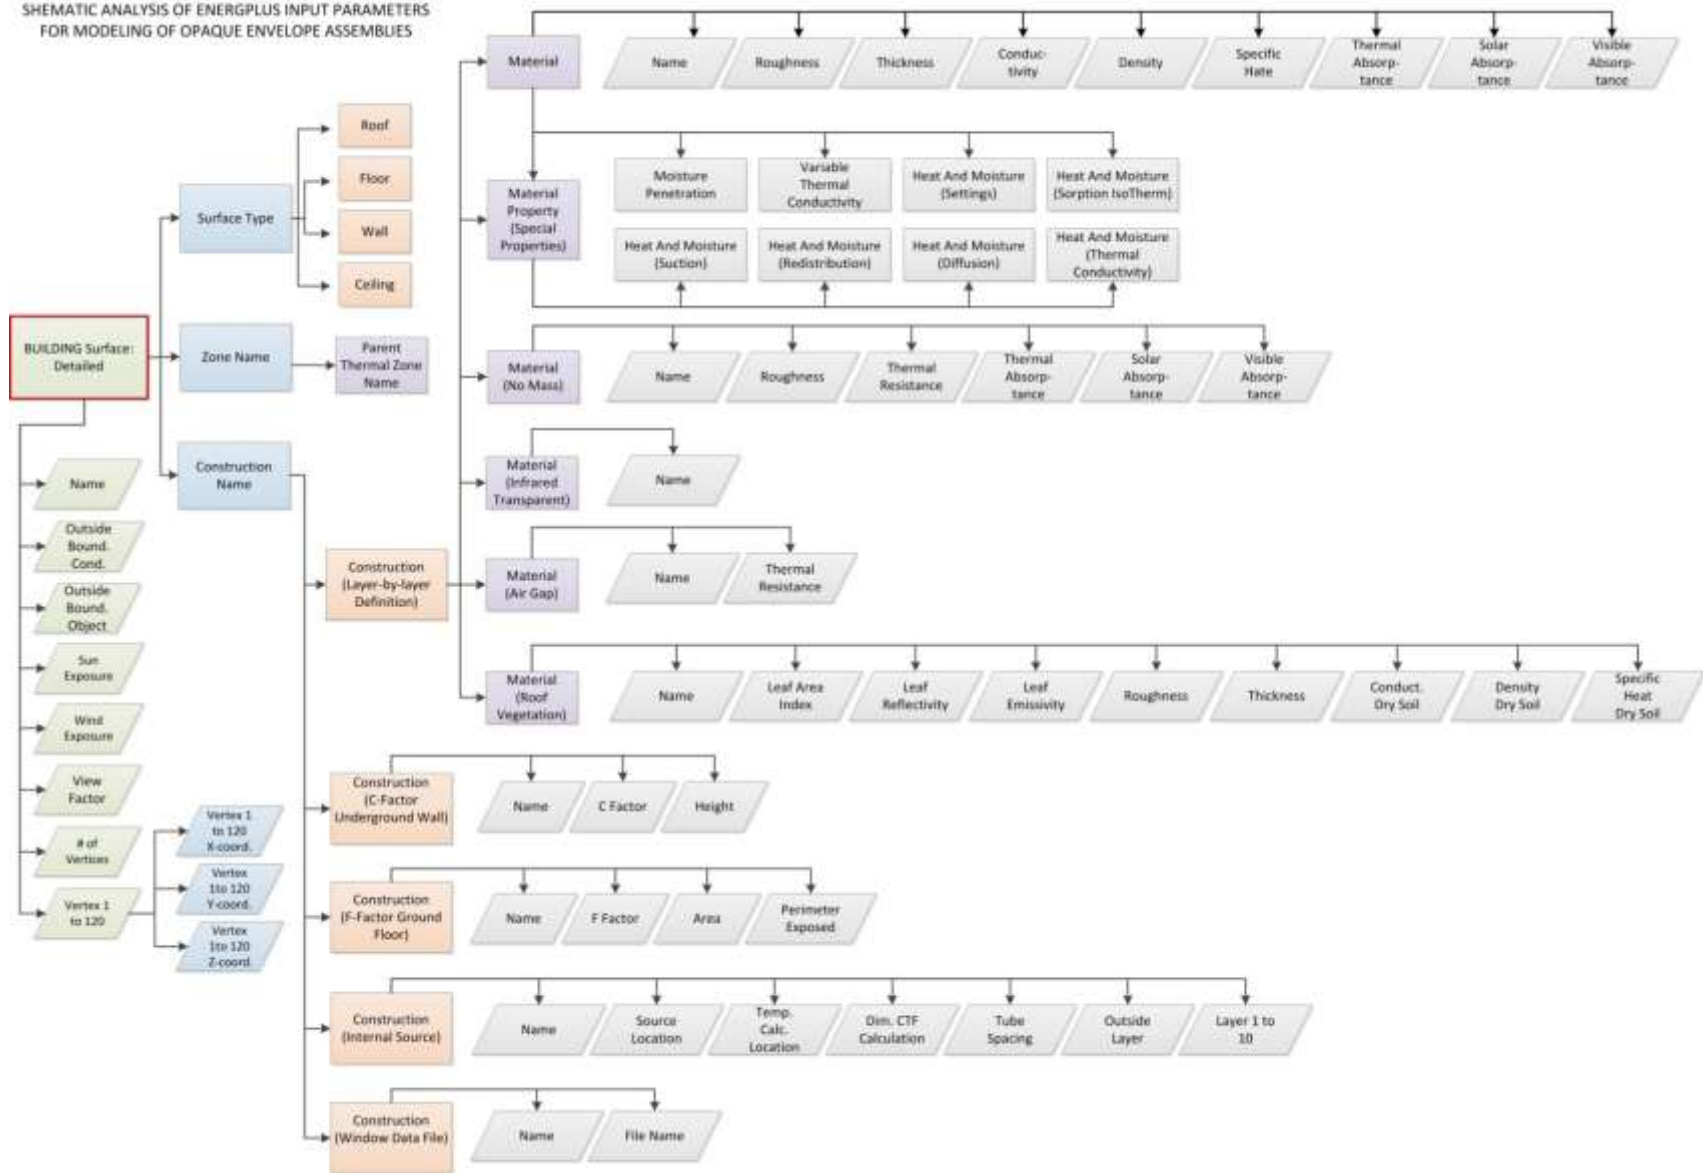 SHEMATIC ANALYSIS OF ENERGPLUS INPUT PARAMETERS
FOR MODELING OF OPAQUE ENVELOPE ASSEMBLIES
BUILDING Surface:
Detailed
Name
Outside
Bound.
Cond.
Outside
Bound.
Object
Sun
Exposure
Wind
Exposure
View
Factor
# of
Vertices
Vertex 1
to 120
Vertex 1
to 120
X-coord.
Vertex
1to 120
Y-coord.
Vertex
1to 120
Z-coord.
Surface Type
Roof
Floor
Wall
Ceiling
Zone Name
Parent
Thermal Zone
Name
Construction
Name
Construction
(Layer-by-layer
Definition)
Material
Name
Roughness
Thickness
Conduc-
tivity
Density
Specific
Hate
Thermal
Absorp-
tance
Solar
Absorp-
tance
Visible
Absorp-
tance
Material
Property
(Special
Properties)
Moisture
Penetration
Variable
Thermal
Conductivity
Heat And Moisture
(Settings)
Heat And Moisture
(Sorption IsoTherm)
Heat And Moisture
(Suction)
Heat And Moisture
(Redistribution)
Heat And Moisture
(Diffusion)
Heat And Moisture
(Thermal
Conductivity)
Material
(No Mass)
Name
Roughness
Thermal
Resistance
Thermal
Absorp-
tance
Solar
Absorp-
tance
Visible
Absorp-
tance
Material
(Infrared
Transparent)
Name
Material
(Air Gap)
Name
Thermal
Resistance
Material
(Roof
Vegetation)
Name
Leaf Area
Index
Leaf
Reflectivity
Leaf
Emissivity
Roughness
Thickness
Conduct.
Dry Soil
Density
Dry Soil
Specific
Heat
Dry Soil
Construction
(C-Factor
Underground Wall)
Name
C Factor
Height
Construction
(F-Factor Ground
Floor)
Name
F Factor
Area
Perimeter
Exposed
Construction
(Internal Source)
Name
Source
Location
Temp.
Calc.
Location
Dim. CTF
Calculation
Tube
Spacing
Outside
Layer
Layer 1 to
10
Construction
(Window Data File)
Name
File Name